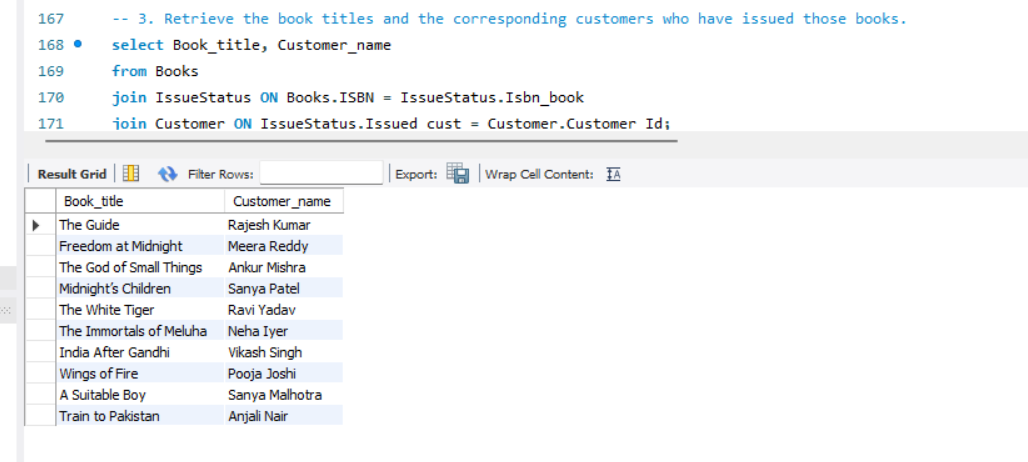 167 -- 3. Retrieve the book titles and the corresponding customers who have issued those books.
168 select Book_title, Customer_name
169 from Books
170 join IssueStatus ON Books.ISBN = IssueStatus.Isbn_book
171 join Customer ON IssueStatus.Issued cust = Customer.Customer Id;
Result Grid Filter Rows: Export: Wrap Cell Content: IA
Book_title Customer_name
The Guide Rajesh Kumar
Freedom at Midnight Meera Reddy
The God of Small Things Ankur Mishra
Midnight's Children Sanya Patel
The White Tiger Ravi Yadav
The Immortals of Meluha Neha Iyer
India After Gandhi Vikash Singh
Wings of Fire Pooja Joshi
A Suitable Boy Sanya Malhotra
Train to Pakistan Anjali Nair